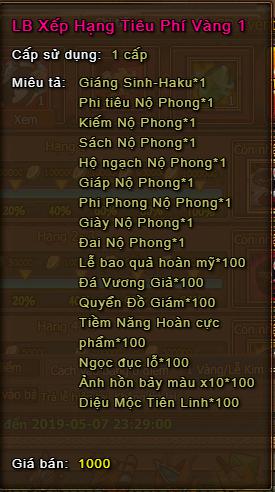 LB Xếp Hạng Tiêu Phí Vàng 1
Cấp sử dụng: 1 cấp
Miêu tả: Giáng Sinh-Haku*1
Phi tiêu Nộ Phong*1
Kiếm Nộ Phong*1
Sách Nộ Phong*1
Hộ ngạch Nộ Phong*1
Giáp Nộ Phong*1
Phi Phong Nộ Phong*1
Giày Nộ Phong*1
Đai Nộ Phong*1
Lễ bao quả hoàn mỹ*100
Đá Vương Giả*100
Quyển Đồ Giám*100
Tiềm Năng Hoàn cực
phẩm*100
Ngọc đục lỗ*100
Ảnh hồn bảy màu x10*100
Diệu Mộc Tiên Linh*100
đến 2019-05-07 23:29:00
Giá bán: 1000
Xem
20%
40%